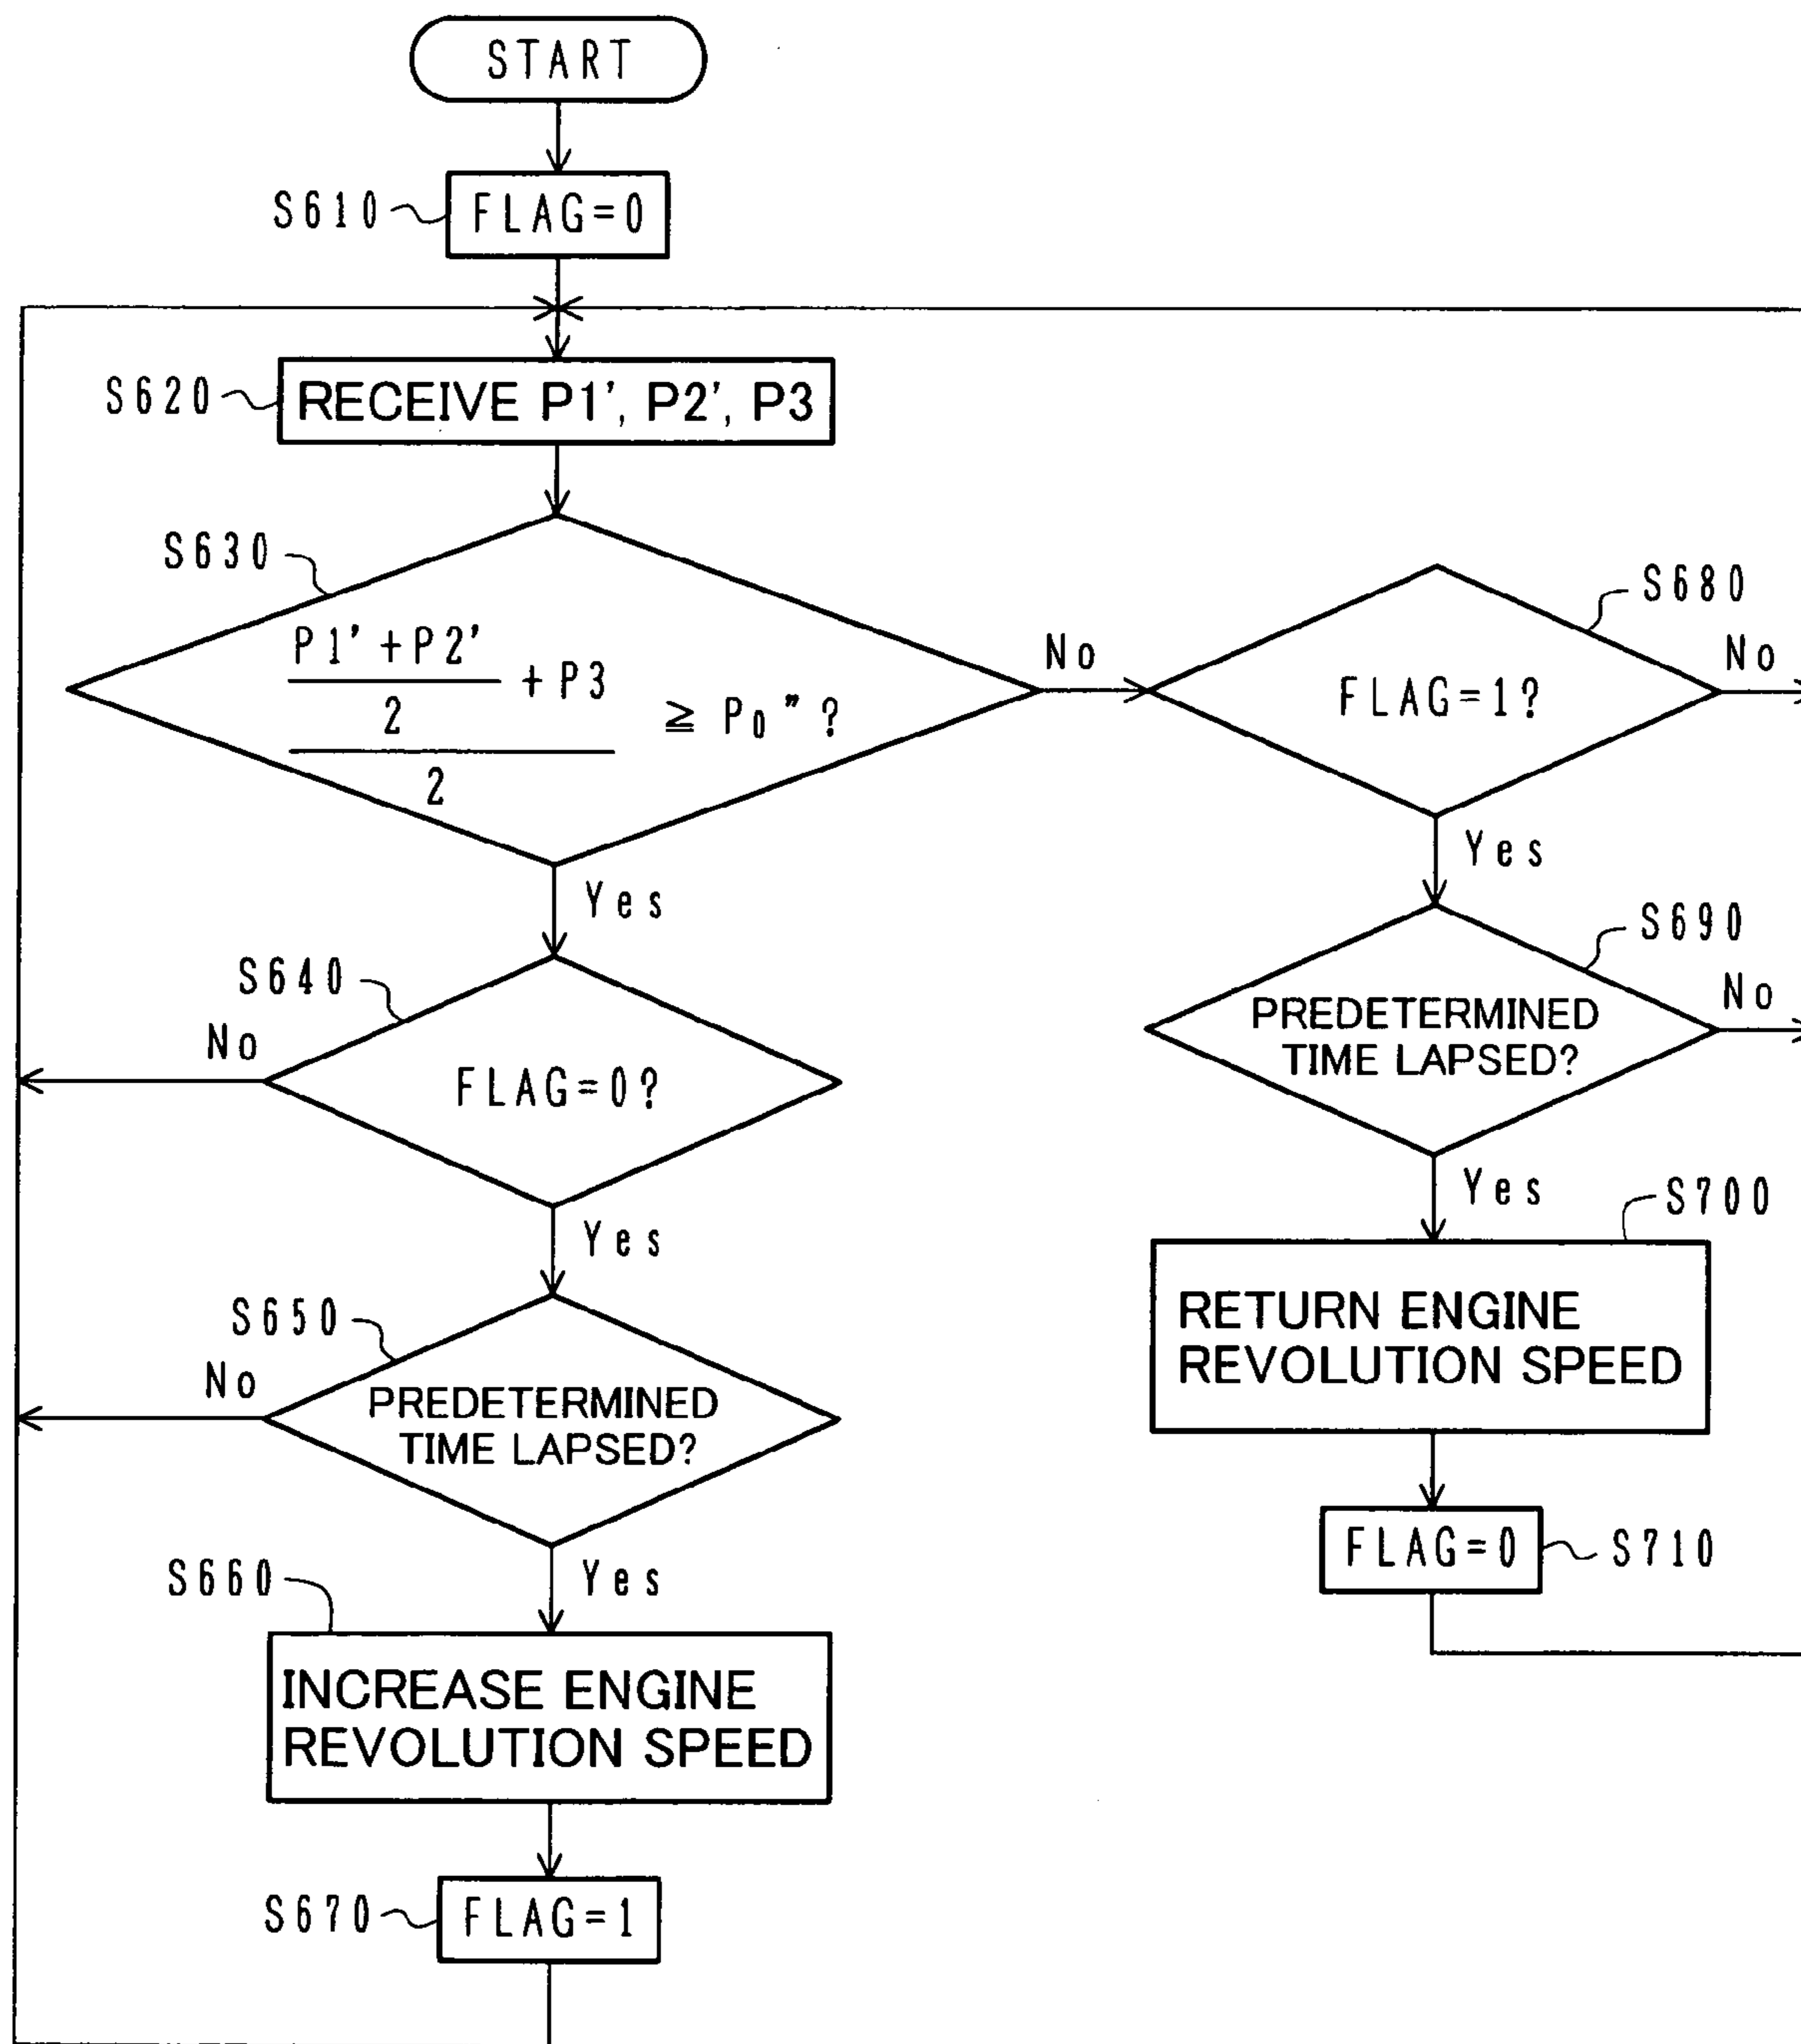 START
S610
FLAG=0
S620
RECEIVE P1', P2', P3
S630
P1'+P2'
2
+P3
2
≧ P0" ?
No
Yes
S640
FLAG=0?
No
Yes
S650
PREDETERMINED
TIME LAPSED?
No
Yes
S660
INCREASE ENGINE
REVOLUTION SPEED
S670
FLAG=1
S680
FLAG=1?
No
Yes
S690
PREDETERMINED
TIME LAPSED?
No
Yes
S700
RETURN ENGINE
REVOLUTION SPEED
FLAG=0
S710